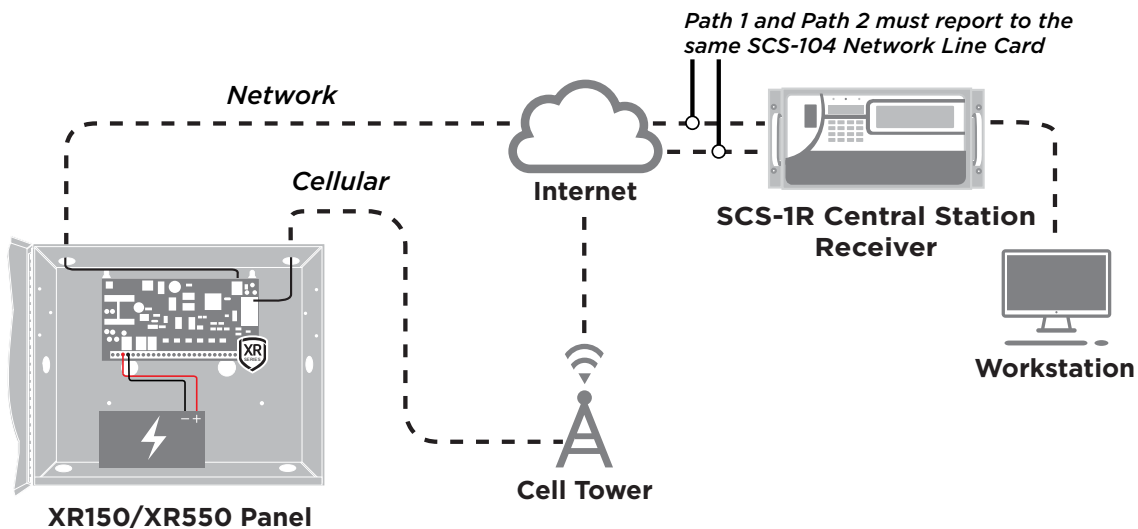 Path 1 and Path 2 must report to the
same SCS-104 Network Line Card
Network
Cellular
Internet
SCS-1R Central Station
Receiver
XR
SERIES
Workstation
− +
Cell Tower
XR150/XR550 Panel